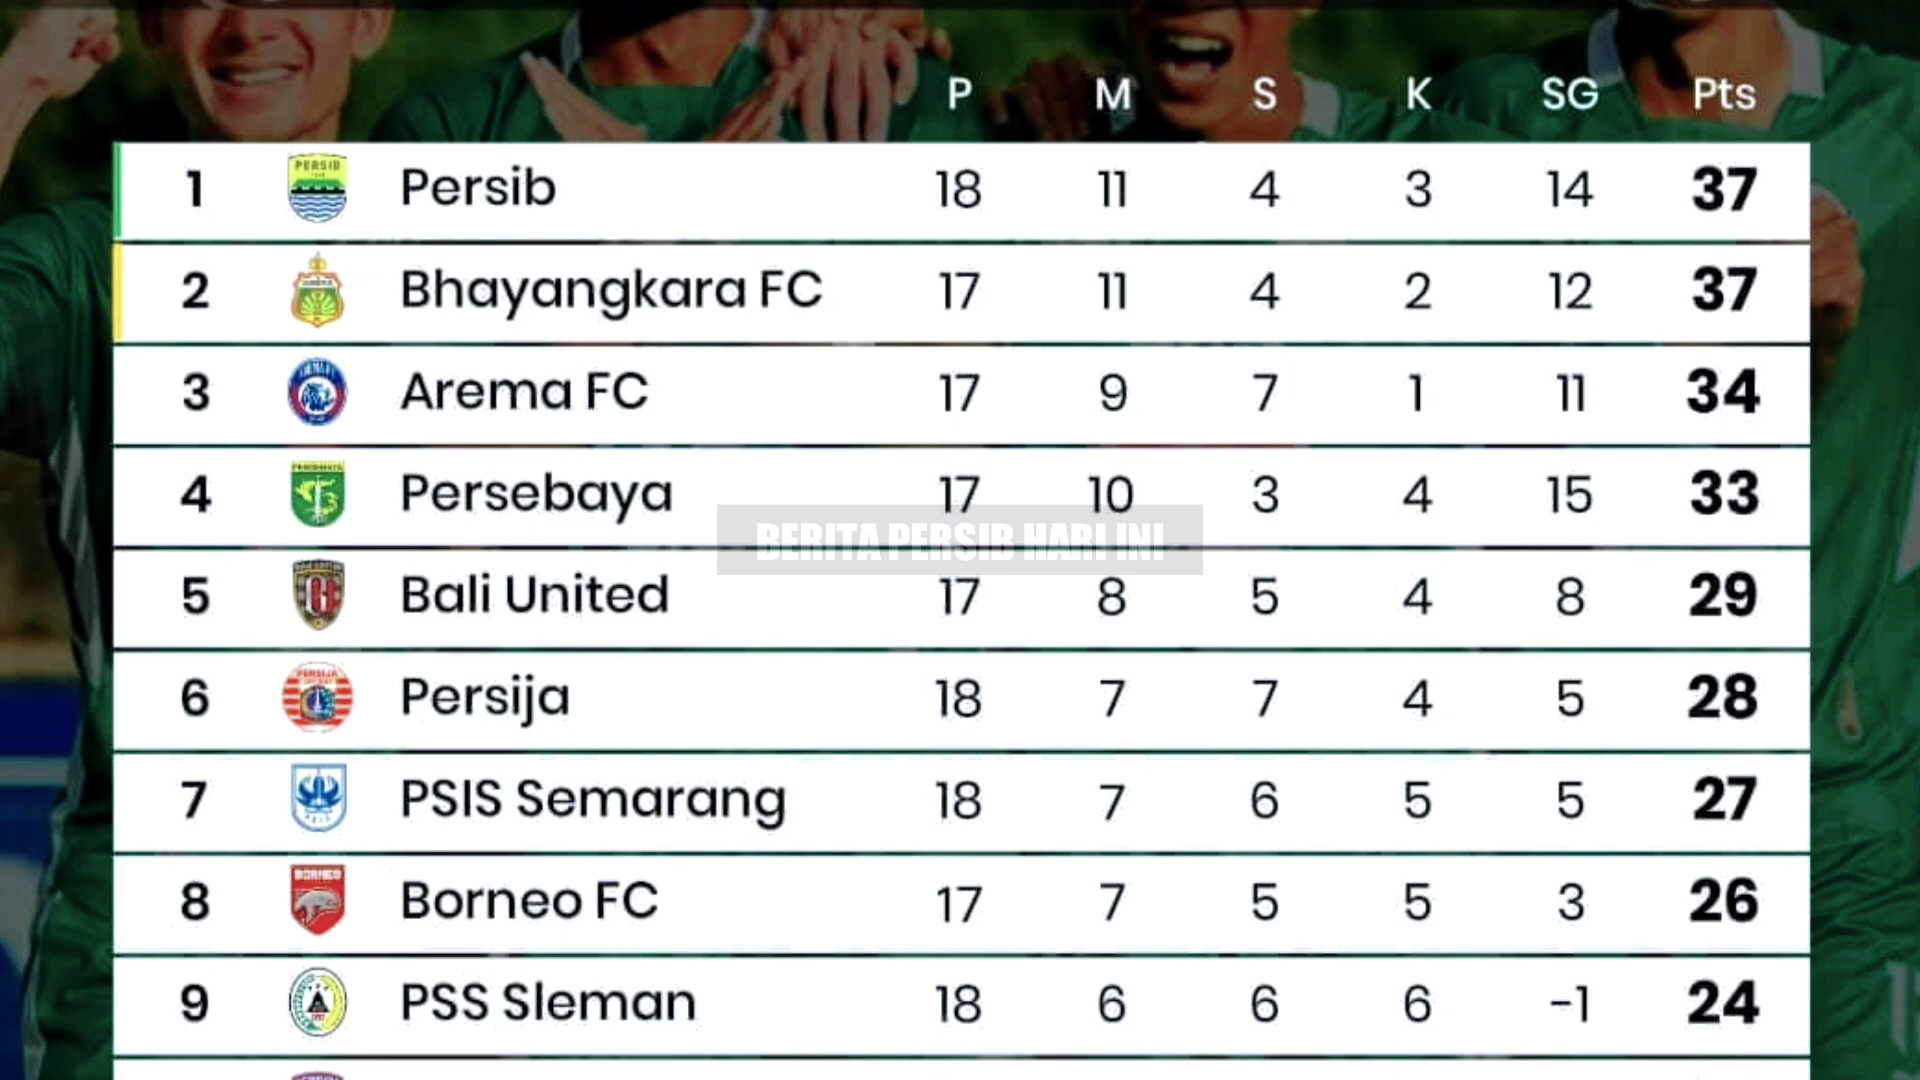 P M S K SG Pts
1 PERSIB Persib 18 11 4 3 14 37
2 Bhayangkara FC 17 11 4 2 12 37
3 Arema FC 17 9 7 1 11 34
4 Persebaya 17 10 3 4 15 33
BERITA PERSIB HARI INI
5 Bali United 17 8 5 4 8 29
6 PERSIJA Persija 18 7 7 4 5 28
7 PSIS Semarang 18 7 6 5 5 27
8 BORNEO Borneo FC 17 7 5 5 3 26
9 PSS Sleman 18 6 6 6 -1 24